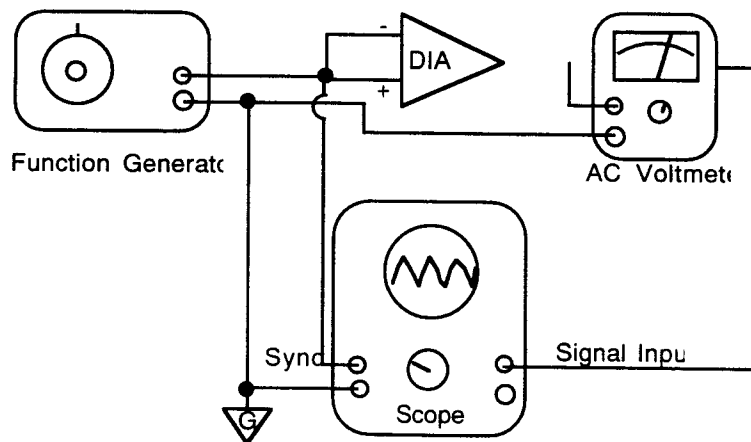 -
DIA
+
Function Generatc
AC Voltmete
Sync
Signal Inpu
Scope
G